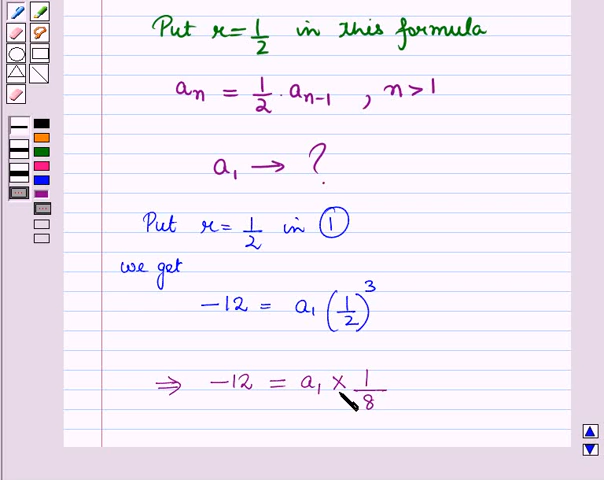 Put r = 1/2 in this formula
aₙ = 1/2 · aₙ₋₁ , n > 1
a₁ → ?
Put r = 1/2 in ①
we get
-12 = a₁ (1/2)³
⇒ -12 = a₁ × 1/8